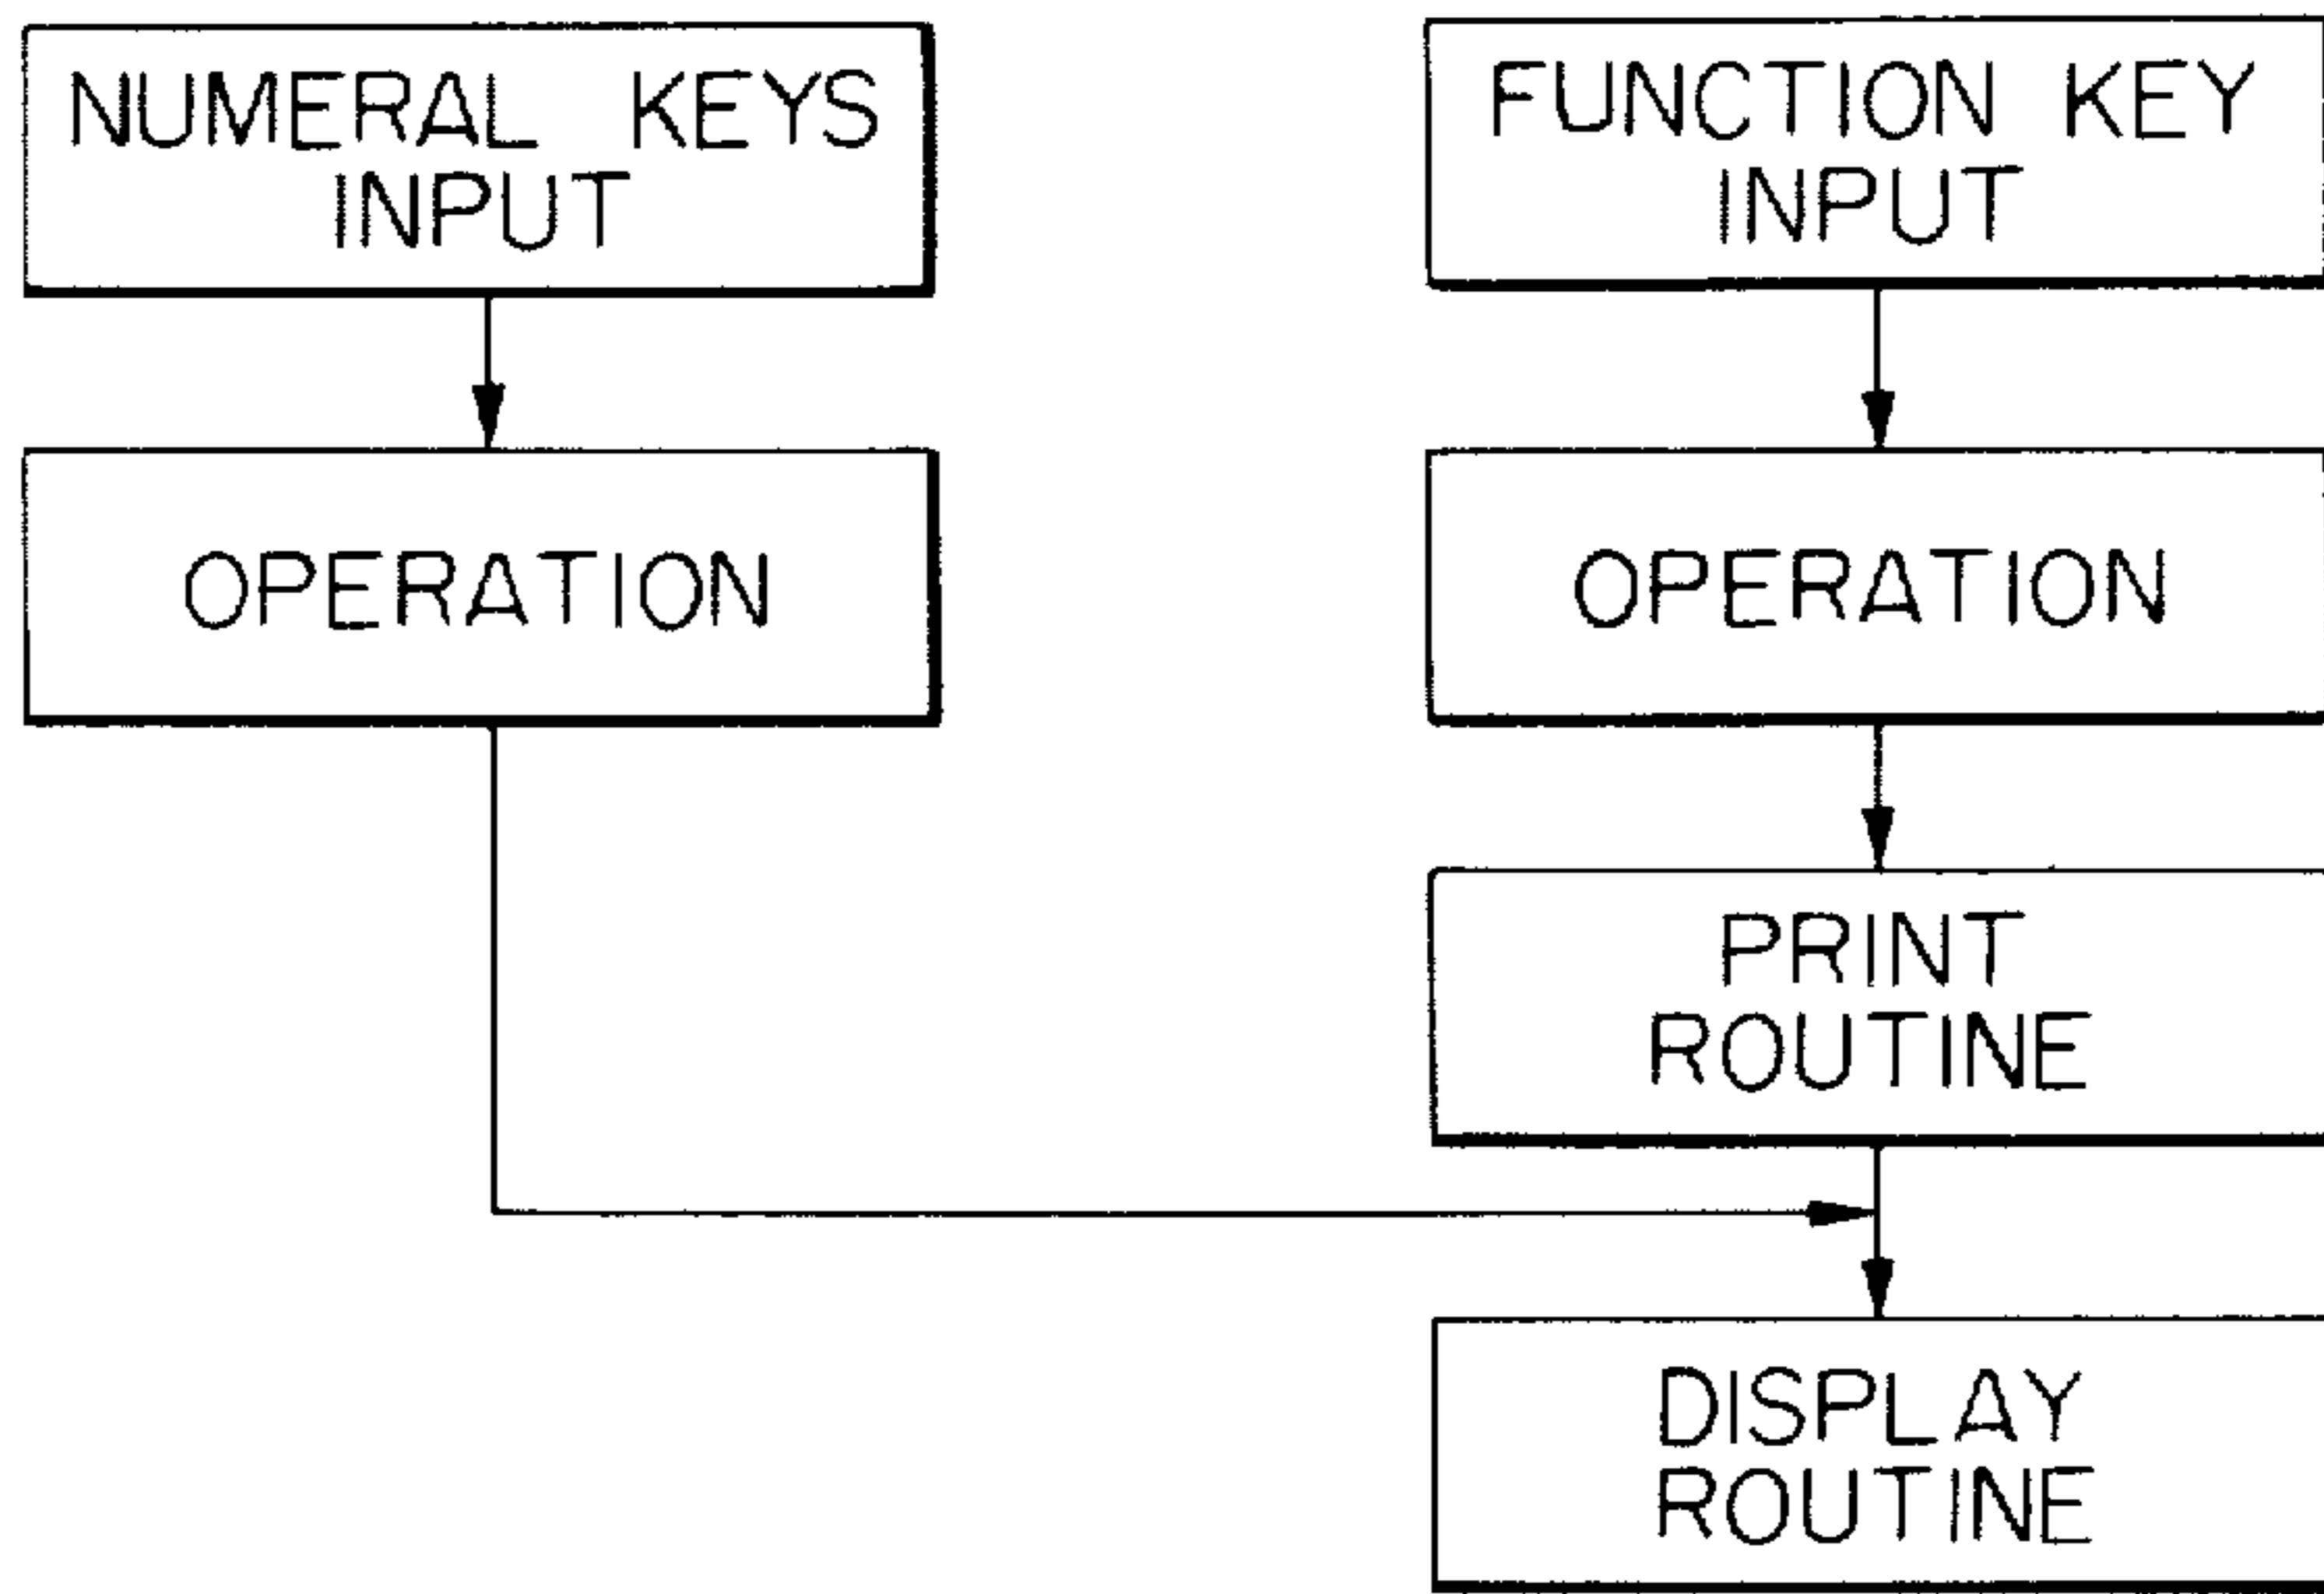 NUMERAL KEYS
INPUT
FUNCTION KEY
INPUT
OPERATION
OPERATION
PRINT
ROUTINE
DISPLAY
ROUTINE